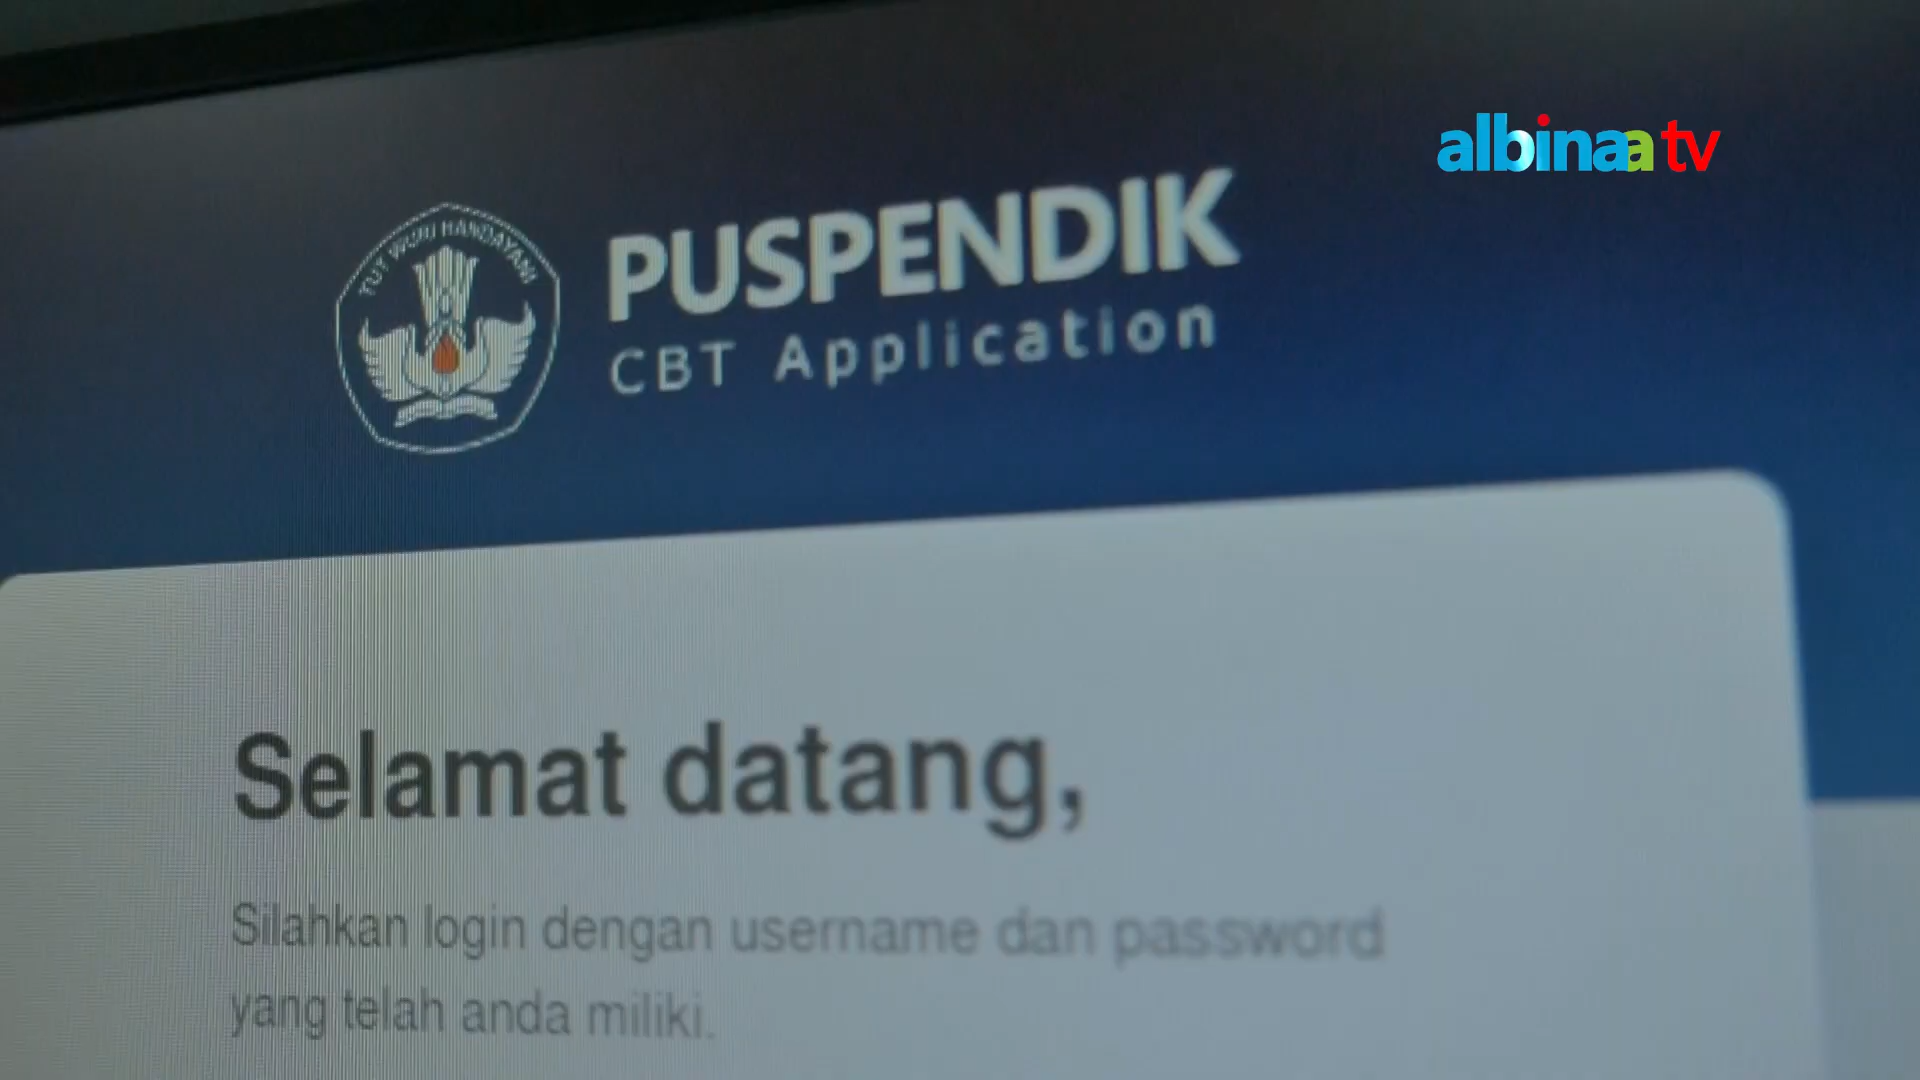 albinaa tv
TUT WURI HANDAYANI
PUSPENDIK
CBT Application
Selamat datang,
Silahkan login dengan username dan password
yang telah anda miliki.